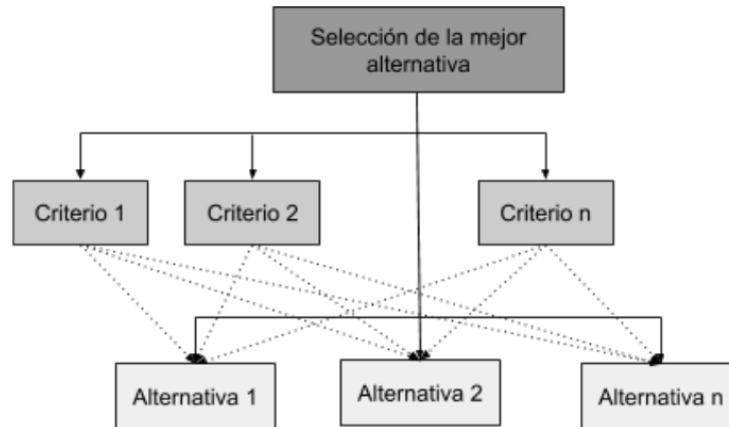 Selección de la mejor
alternativa
Criterio 1
Criterio 2
Criterio n
Alternativa 1
Alternativa 2
Alternativa n